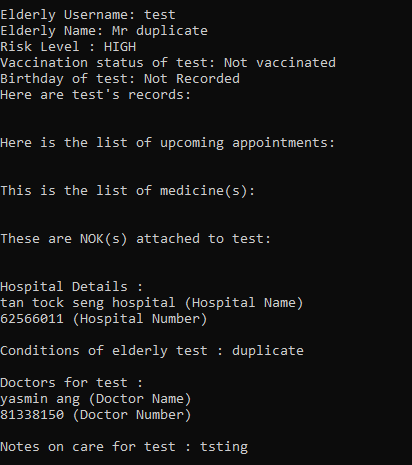 Elderly Username: test
Elderly Name: Mr duplicate
Risk Level : HIGH
Vaccination status of test: Not vaccinated
Birthday of test: Not Recorded
Here are test's records:
Here is the list of upcoming appointments:
This is the list of medicine(s):
These are NOK(s) attached to test:
Hospital Details :
tan tock seng hospital (Hospital Name)
62566011 (Hospital Number)
Conditions of elderly test : duplicate
Doctors for test :
yasmin ang (Doctor Name)
81338150 (Doctor Number)
Notes on care for test : tsting